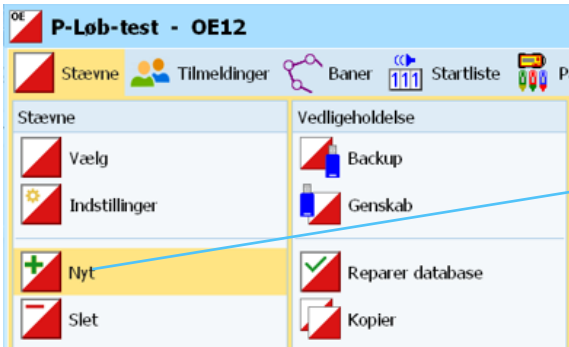 OE P-Løb-test - OE12
Stævne Tilmeldinger Baner 111 Startliste P
Stævne Vedligeholdelse
Vælg Backup
Indstillinger Genskab
Nyt Reparer database
Slet Kopier